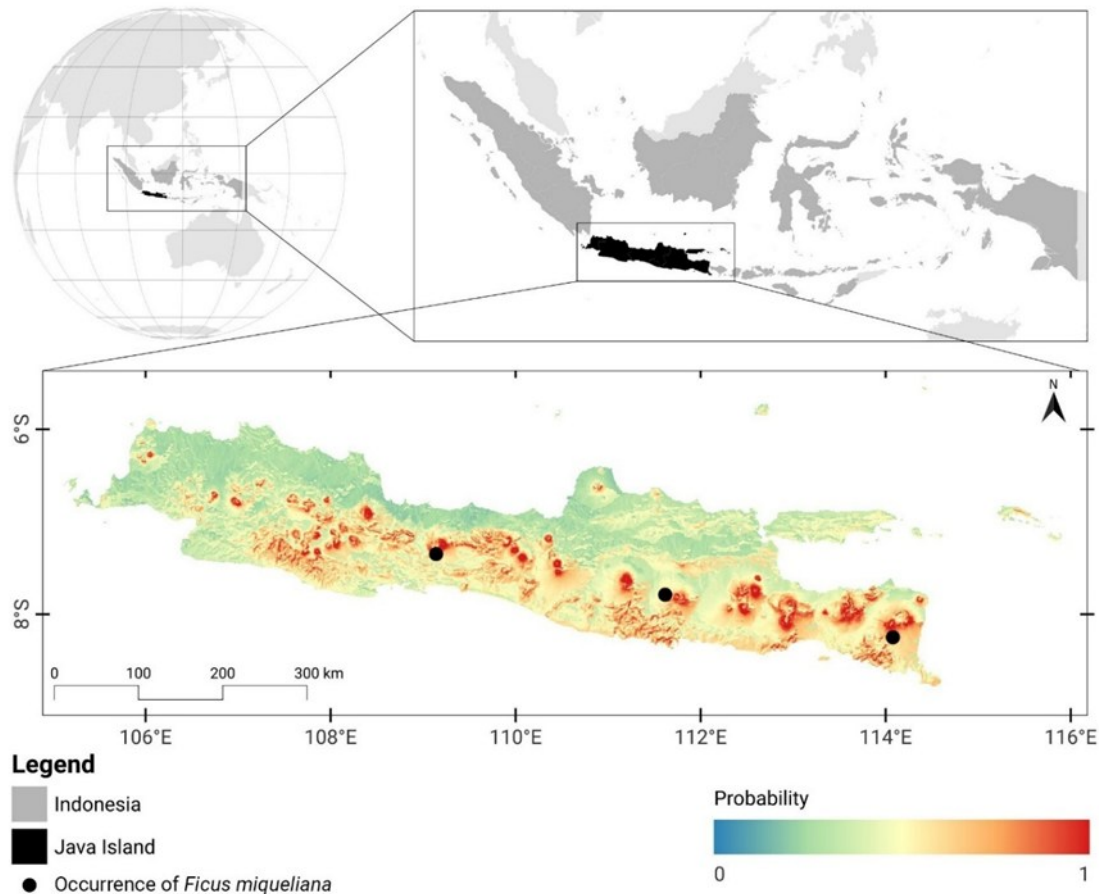 N
6°S
8°S
0 100 200 300 km
106°E 108°E 110°E 112°E 114°E 116°E
Legend
Indonesia
Java Island
Occurrence of Ficus miqueliana
Probability
0 1